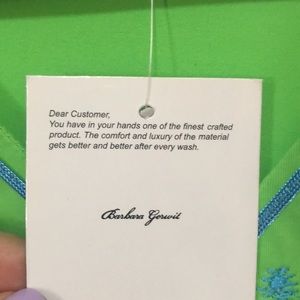 Dear Customer,
You have in your hands one of the finest crafted
product. The comfort and luxury of the material
gets better and better after every wash.
Barbara Gerwit